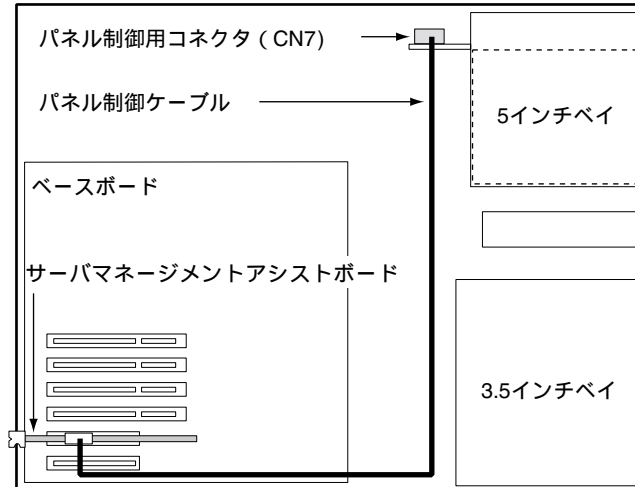 パネル制御用コネクタ（CN7)
パネル制御ケーブル
5インチベイ
ベースボード
サーバマネージメントアシストボード
3.5インチベイ